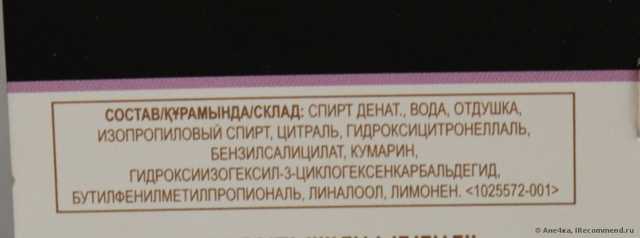 СОСТАВ/ҚҰРАМЫНДА/СКЛАД: СПИРТ ДЕНАТ., ВОДА, ОТДУШКА,
ИЗОПРОПИЛОВЫЙ СПИРТ, ЦИТРАЛЬ, ГИДРОКСИЦИТРОНЕЛЛАЛЬ,
БЕНЗИЛСАЛИЦИЛАТ, КУМАРИН,
ГИДРОКСИИЗОГЕКСИЛ-3-ЦИКЛОГЕКСЕНКАРБАЛЬДЕГИД,
БУТИЛФЕНИЛМЕТИЛПРОПИОНАЛЬ, ЛИНАЛООЛ, ЛИМОНЕН. <1025572-001>
© Ane4xa, IRecommend.ru